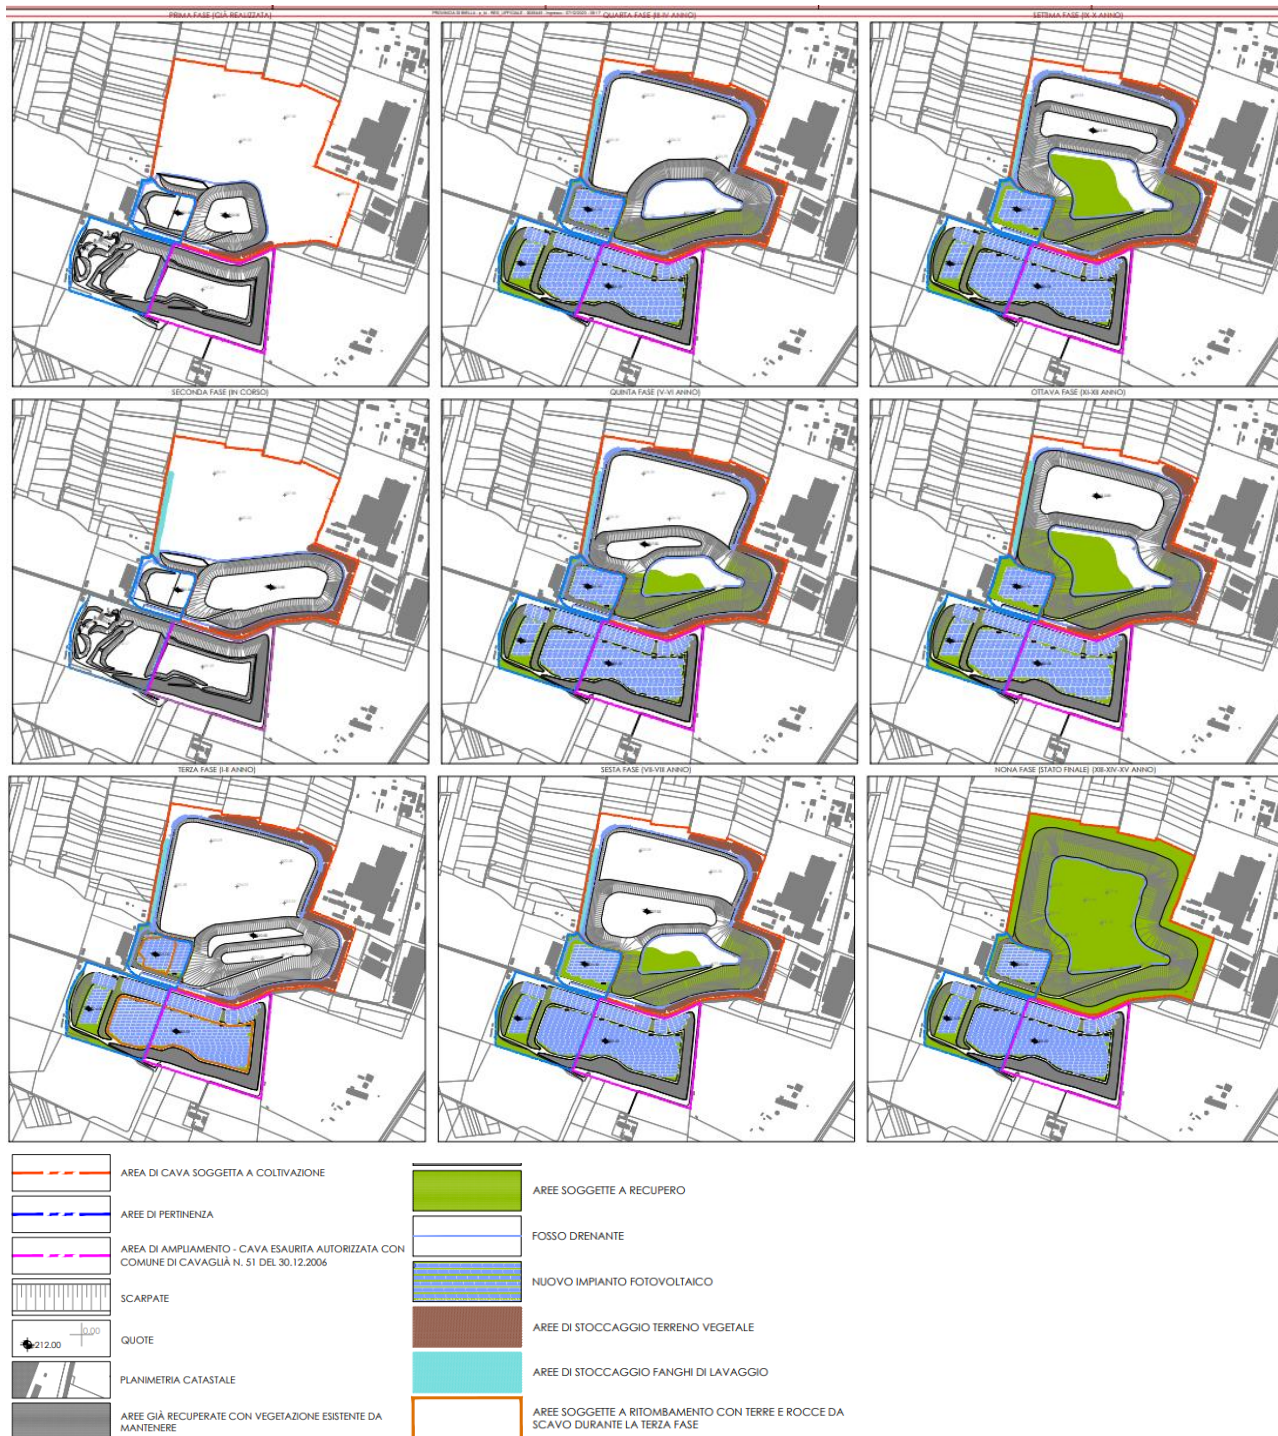 PRIMA FASE (GIÀ REALIZZATA)
QUARTA FASE (III-IV ANNO)
SETTIMA FASE (IX-X ANNO)
SECONDA FASE (IN CORSO)
QUINTA FASE (V-VI ANNO)
OTTAVA FASE (XI-XII ANNO)
TERZA FASE (I-II ANNO)
SESTA FASE (VII-VIII ANNO)
NONA FASE (STATO FINALE) (XIII-XIV-XV ANNO)
AREA DI CAVA SOGGETTA A COLTIVAZIONE
AREE DI PERTINENZA
AREA DI AMPLIAMENTO - CAVA ESAURITA AUTORIZZATA CON
COMUNE DI CAVAGLIÀ N. 51 DEL 30.12.2006
SCARPATE
0.00
212.00
QUOTE
PLANIMETRIA CATASTALE
AREE GIÀ RECUPERATE CON VEGETAZIONE ESISTENTE DA
MANTENERE
AREE SOGGETTE A RECUPERO
FOSSO DRENANTE
NUOVO IMPIANTO FOTOVOLTAICO
AREE DI STOCCAGGIO TERRENO VEGETALE
AREE DI STOCCAGGIO FANGHI DI LAVAGGIO
AREE SOGGETTE A RITOMBAMENTO CON TERRE E ROCCE DA
SCAVO DURANTE LA TERZA FASE